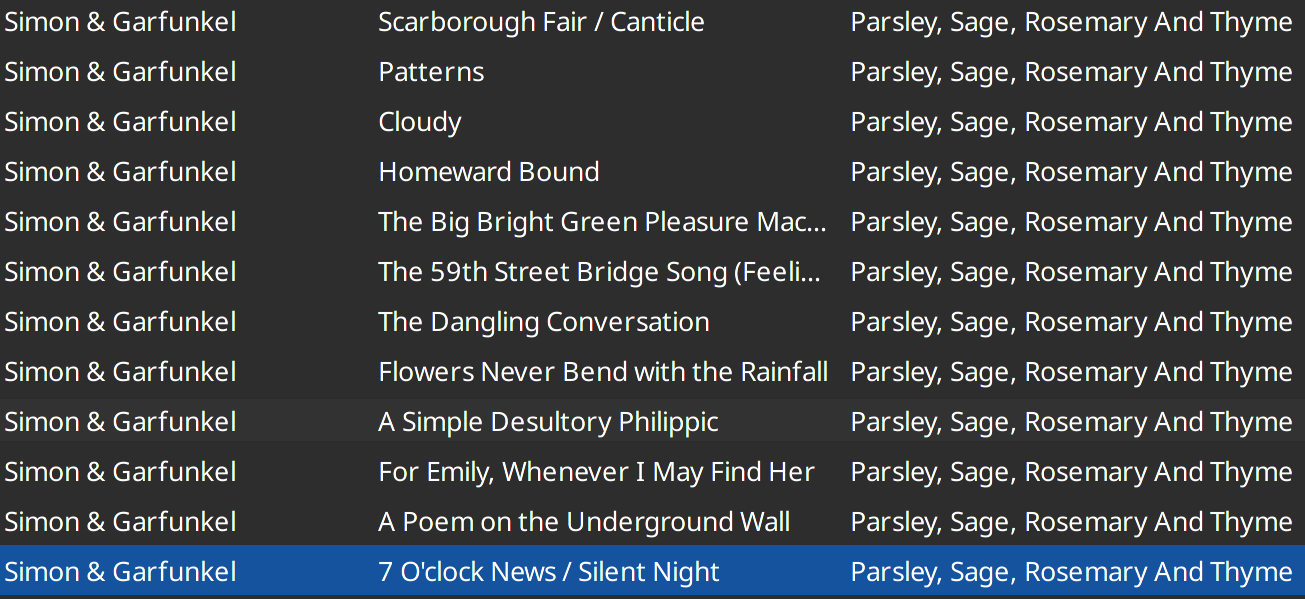 Simon & Garfunkel Scarborough Fair / Canticle Parsley, Sage, Rosemary And Thyme
Simon & Garfunkel Patterns Parsley, Sage, Rosemary And Thyme
Simon & Garfunkel Cloudy Parsley, Sage, Rosemary And Thyme
Simon & Garfunkel Homeward Bound Parsley, Sage, Rosemary And Thyme
Simon & Garfunkel The Big Bright Green Pleasure Mac... Parsley, Sage, Rosemary And Thyme
Simon & Garfunkel The 59th Street Bridge Song (Feeli... Parsley, Sage, Rosemary And Thyme
Simon & Garfunkel The Dangling Conversation Parsley, Sage, Rosemary And Thyme
Simon & Garfunkel Flowers Never Bend with the Rainfall Parsley, Sage, Rosemary And Thyme
Simon & Garfunkel A Simple Desultory Philippic Parsley, Sage, Rosemary And Thyme
Simon & Garfunkel For Emily, Whenever I May Find Her Parsley, Sage, Rosemary And Thyme
Simon & Garfunkel A Poem on the Underground Wall Parsley, Sage, Rosemary And Thyme
Simon & Garfunkel 7 O'clock News / Silent Night Parsley, Sage, Rosemary And Thyme